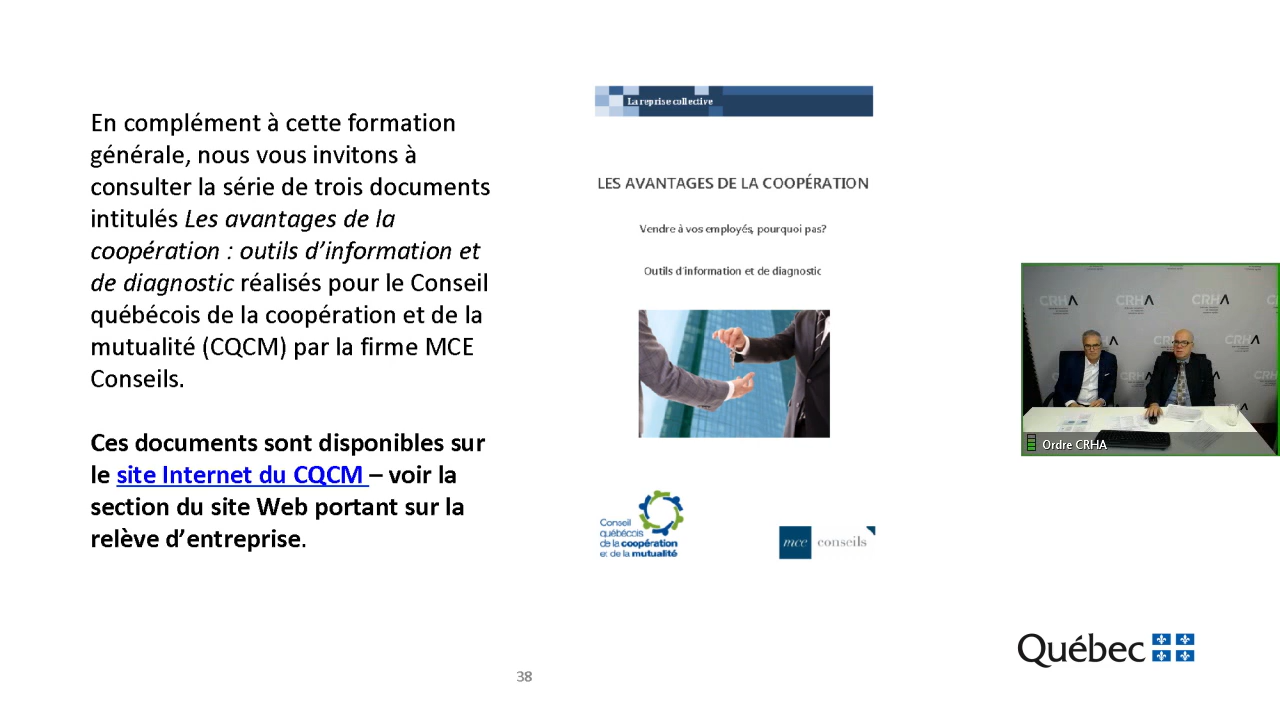 En complément à cette formation
générale, nous vous invitons à
consulter la série de trois documents
intitulés Les avantages de la
coopération : outils d’information et
de diagnostic réalisés pour le Conseil
québécois de la coopération et de la
mutualité (CQCM) par la firme MCE
Conseils.
Ces documents sont disponibles sur
le site Internet du CQCM – voir la
section du site Web portant sur la
relève d’entreprise.
La reprise collective
LES AVANTAGES DE LA COOPÉRATION
Vendre à vos employés, pourquoi pas?
Outils d’information et de diagnostic
Conseil
québécois
de la coopération
et de la mutualité
mce conseils
CRHA CRHA CRHA
Ordre CRHA
Québec
38